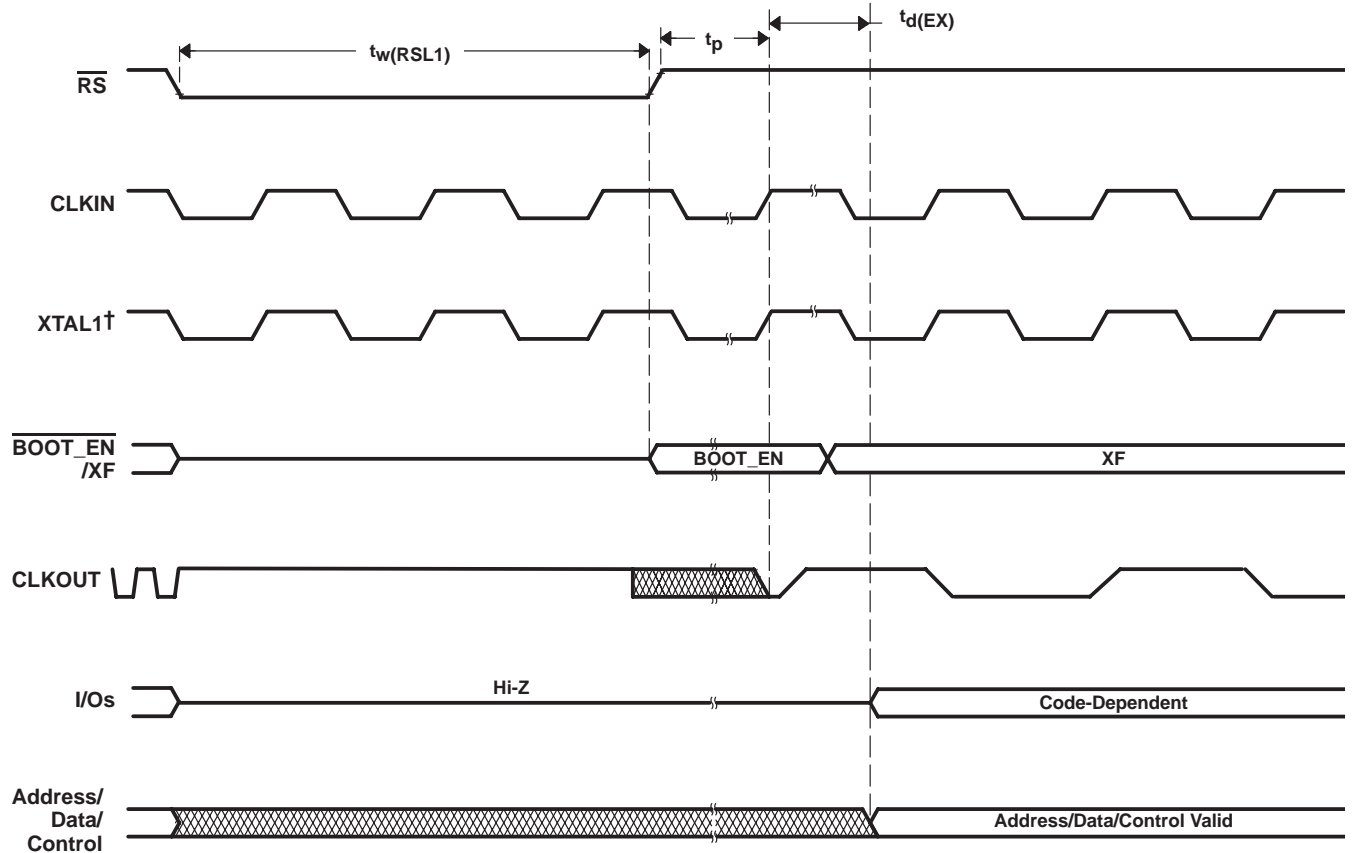 td(EX)
tw(RSL1)
tp
RS
CLKIN
XTAL1†
BOOT_EN
/XF
BOOT_EN
XF
CLKOUT
I/Os
Hi-Z
Code-Dependent
Address/
Data/
Control
Address/Data/Control Valid